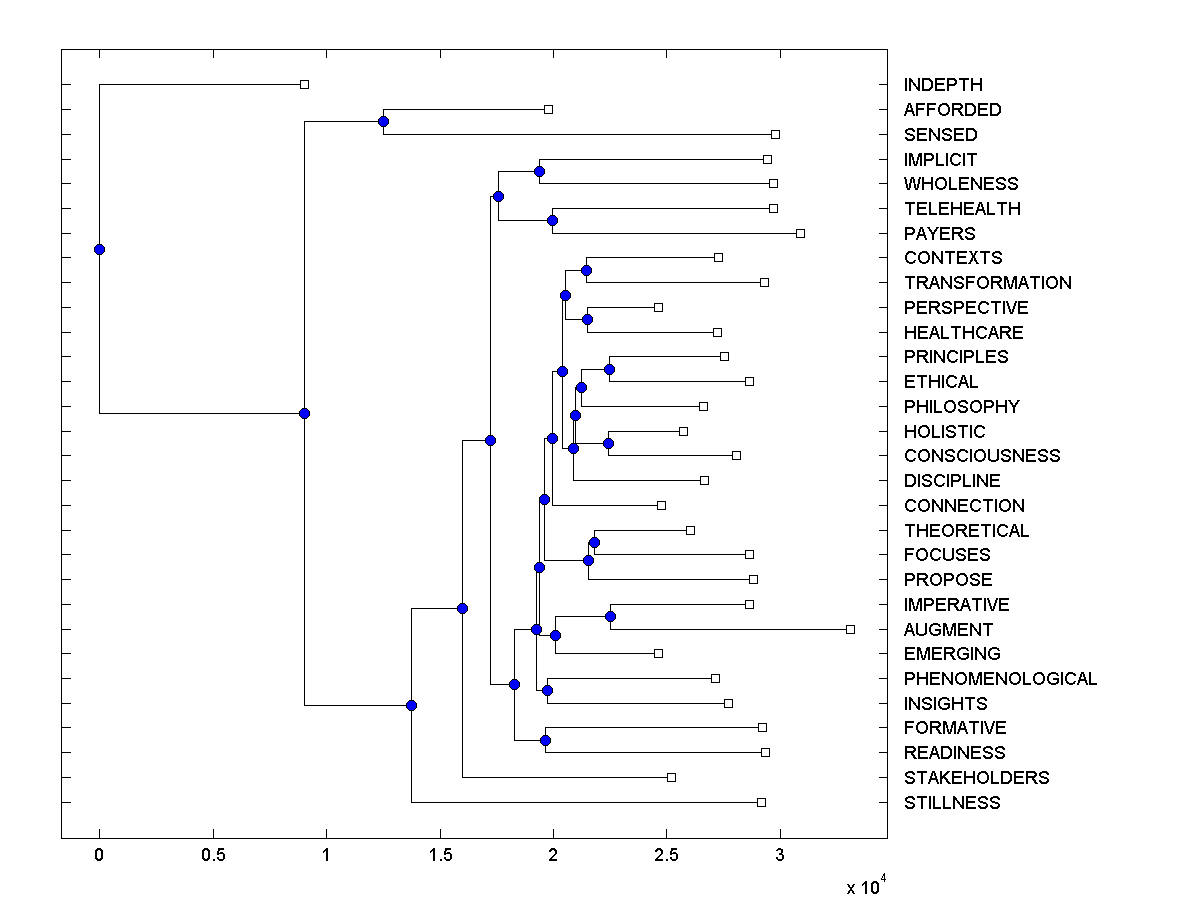 INDEPTH
AFFORDED
SENSED
IMPLICIT
WHOLENESS
TELEHEALTH
PAYERS
CONTEXTS
TRANSFORMATION
PERSPECTIVE
HEALTHCARE
PRINCIPLES
ETHICAL
PHILOSOPHY
HOLISTIC
CONSCIOUSNESS
DISCIPLINE
CONNECTION
THEORETICAL
FOCUSES
PROPOSE
IMPERATIVE
AUGMENT
EMERGING
PHENOMENOLOGICAL
INSIGHTS
FORMATIVE
READINESS
STAKEHOLDERS
STILLNESS
0 0.5 1 1.5 2 2.5 3
x 10^4